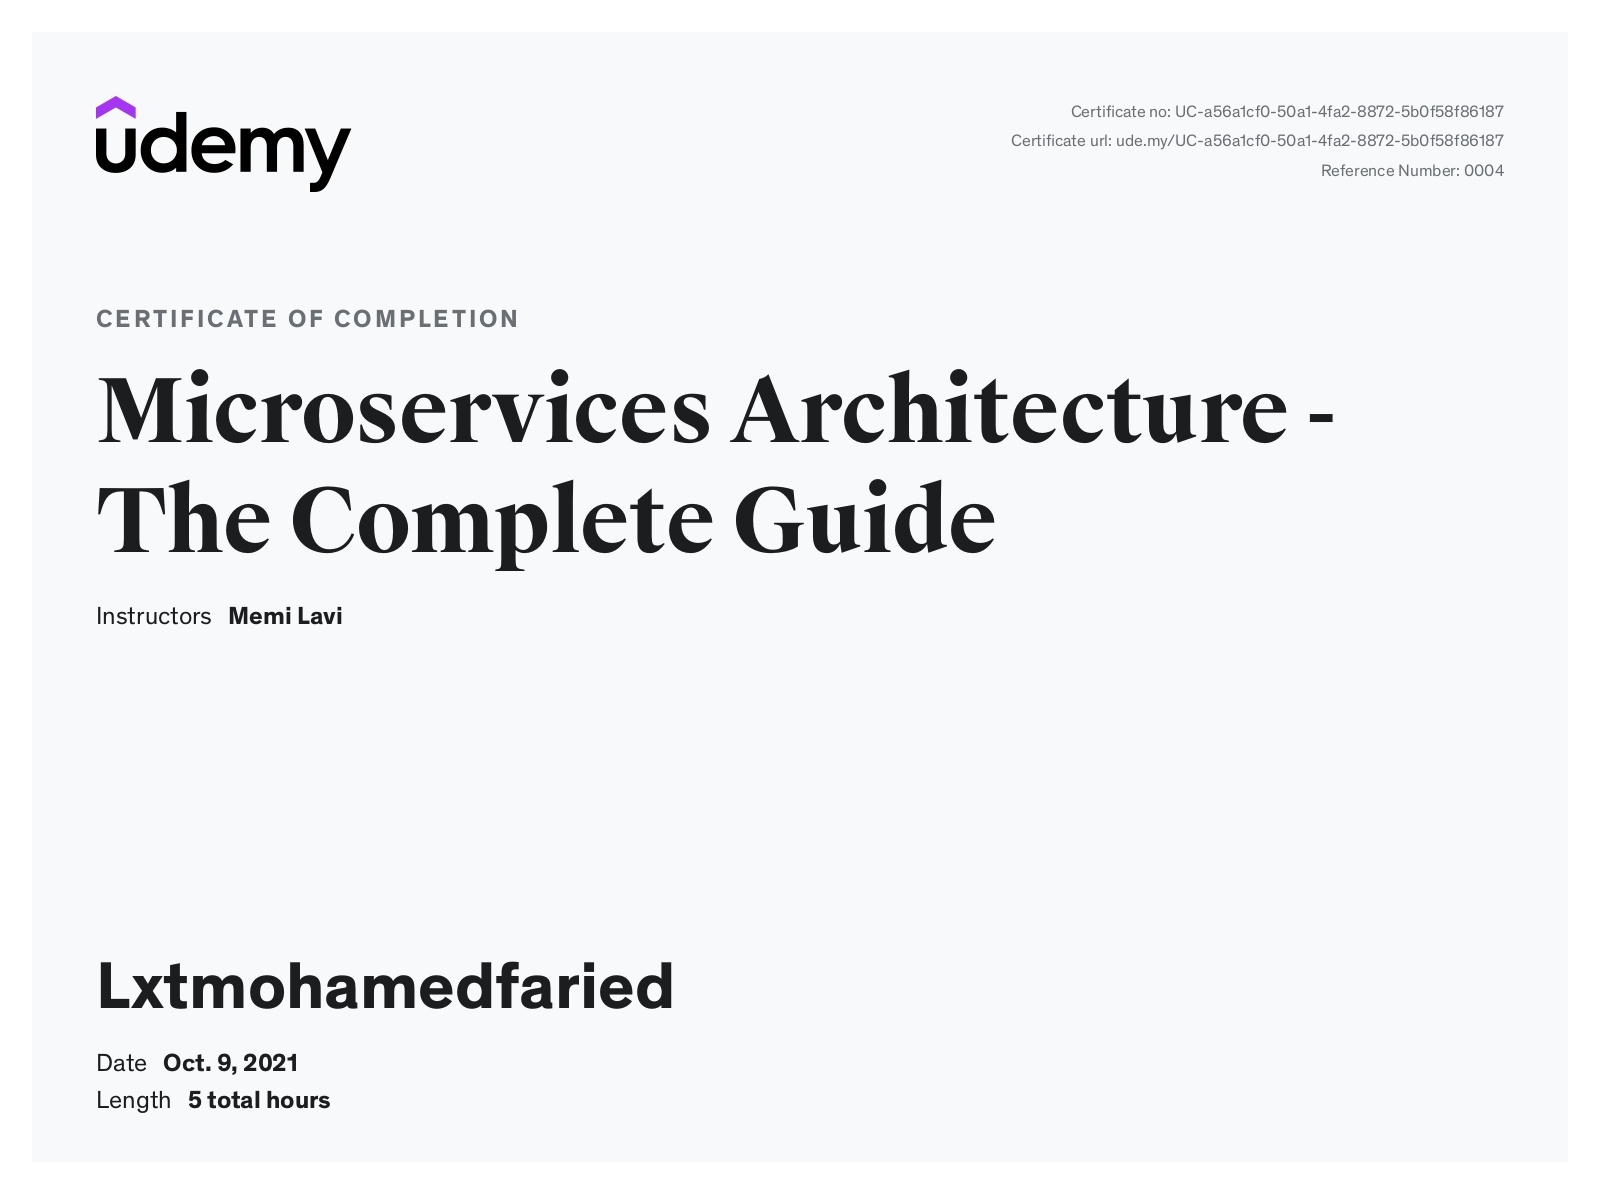 udemy
Certificate no: UC-a56a1cf0-50a1-4fa2-8872-5b0f58f86187
Certificate url: ude.my/UC-a56a1cf0-50a1-4fa2-8872-5b0f58f86187
Reference Number: 0004
CERTIFICATE OF COMPLETION
Microservices Architecture -
The Complete Guide
Instructors Memi Lavi
Lxtmohamedfaried
Date Oct. 9, 2021
Length 5 total hours